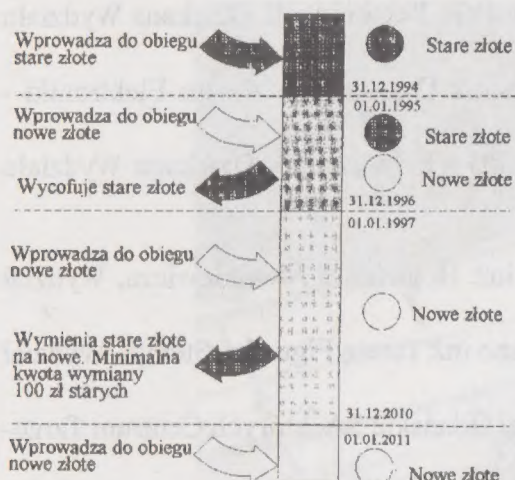 Wprowadza do obiegu
stare złote
Stare złote
31.12.1994
01.01.1995
Wprowadza do obiegu
nowe złote
Stare złote
Wycofuje stare złote
Nowe złote
31.12.1996
01.01.1997
Wprowadza do obiegu
nowe złote
Nowe złote
Wymienia stare złote
na nowe. Minimalna
kwota wymiany
100 zł starych
31.12.2010
01.01.2011
Wprowadza do obiegu
nowe złote
Nowe złote